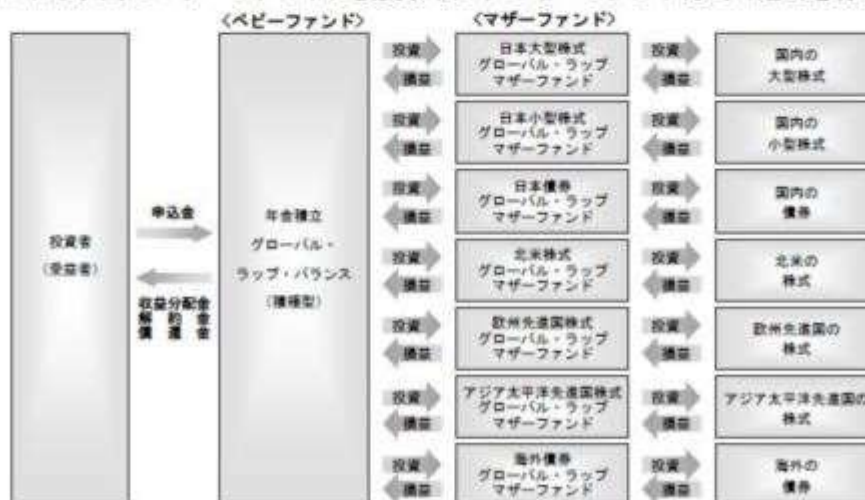 〈ベビーファンド〉
〈マザーファンド〉
投資者
(受益者)
申込金
収益分配金
解約金
償還金
年金積立
グローバル・
ラップ・バランス
(積極型)
投資
損益
日本大型株式
グローバル・ラップ
マザーファンド
投資
損益
国内の
大型株式
投資
損益
日本小型株式
グローバル・ラップ
マザーファンド
投資
損益
国内の
小型株式
投資
損益
日本債券
グローバル・ラップ
マザーファンド
投資
損益
国内の
債券
投資
損益
北米株式
グローバル・ラップ
マザーファンド
投資
損益
北米の
株式
投資
損益
欧州先進国株式
グローバル・ラップ
マザーファンド
投資
損益
欧州先進国の
株式
投資
損益
アジア太平洋先進国株式
グローバル・ラップ
マザーファンド
投資
損益
アジア太平洋先進国の
株式
投資
損益
海外債券
グローバル・ラップ
マザーファンド
投資
損益
海外の
債券